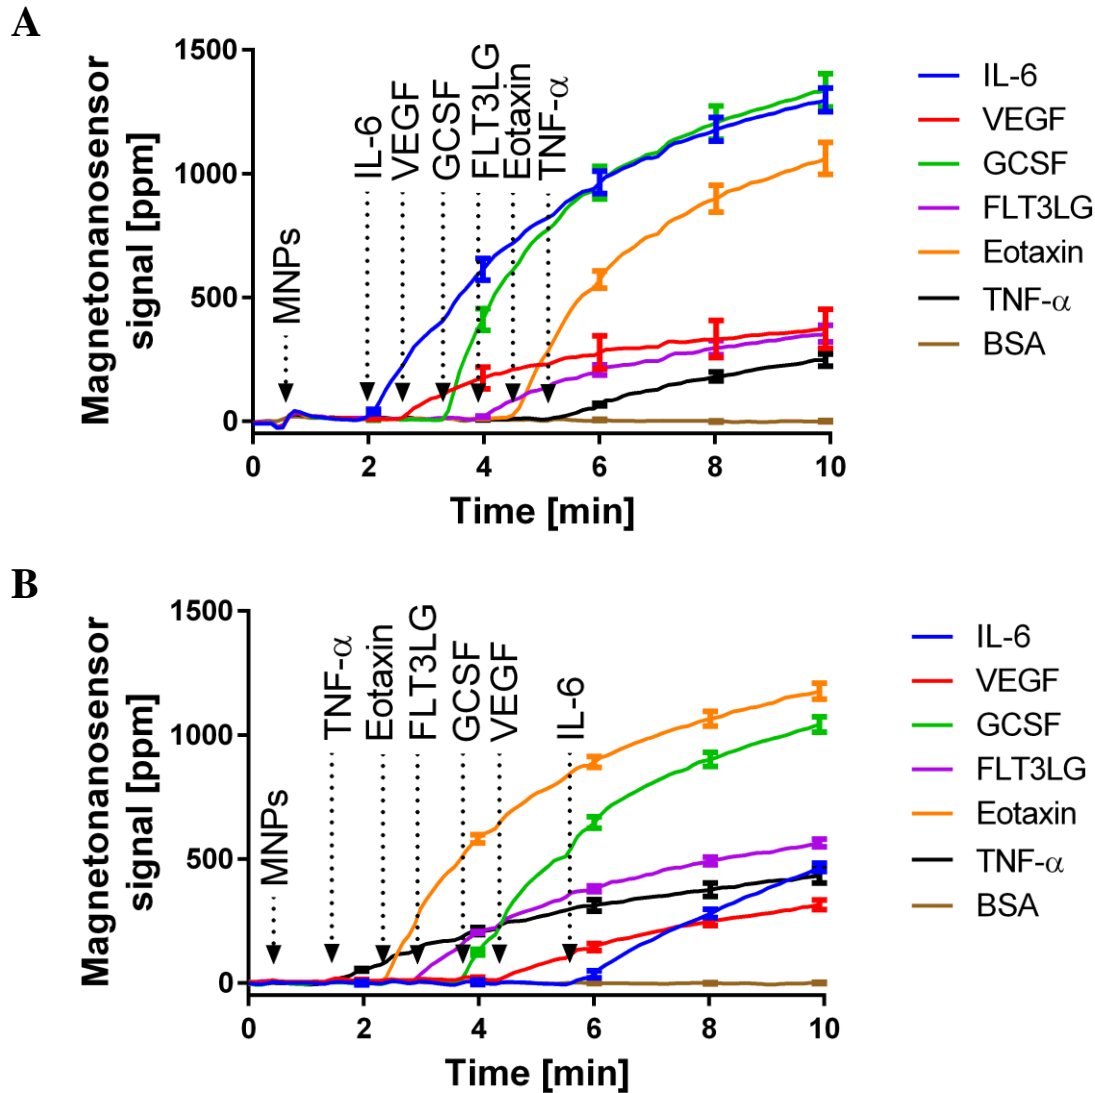 A
Magnetonanosensor
signal [ppm]
1500
1000
500
0
MNPs
IL-6
VEGF
GCSF
FLT3LG
Eotaxin
TNF-α
0 2 4 6 8 10
Time [min]
IL-6
VEGF
GCSF
FLT3LG
Eotaxin
TNF-α
BSA
B
Magnetonanosensor
signal [ppm]
1500
1000
500
0
MNPs
TNF-α
Eotaxin
FLT3LG
GCSF
VEGF
IL-6
0 2 4 6 8 10
Time [min]
IL-6
VEGF
GCSF
FLT3LG
Eotaxin
TNF-α
BSA